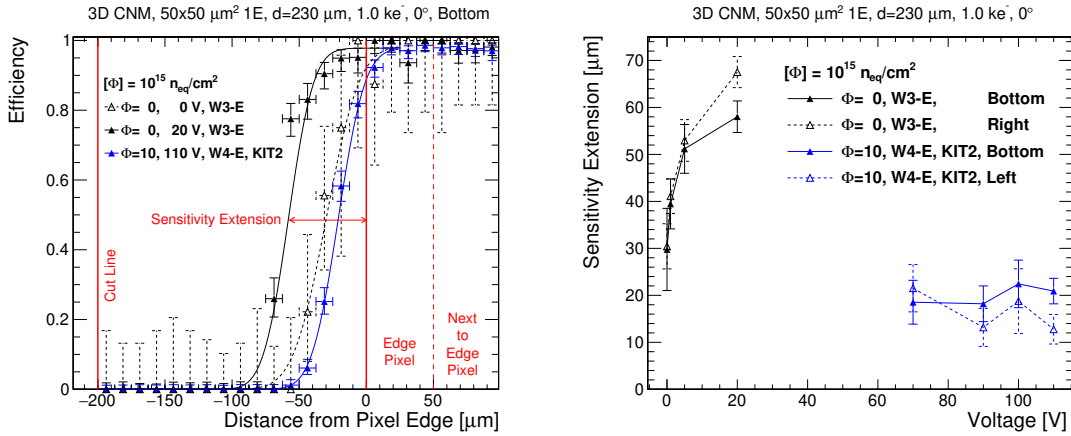 3D CNM, 50x50 μm² 1E, d=230 μm, 1.0 ke⁻, 0°, Bottom
Efficiency
1
0.8
0.6
0.4
0.2
0
[Φ] = 10¹⁵ n_eq/cm²
Φ= 0, 0 V, W3-E
Φ= 0, 20 V, W3-E
Φ=10, 110 V, W4-E, KIT2
Sensitivity Extension
Cut Line
Edge
Pixel
Next
to
Edge
Pixel
−200 −150 −100 −50 0 50
Distance from Pixel Edge [μm]
3D CNM, 50x50 μm² 1E, d=230 μm, 1.0 ke⁻, 0°
Sensitivity Extension [μm]
70
60
50
40
30
20
10
0
[Φ] = 10¹⁵ n_eq/cm²
Φ= 0, W3-E, Bottom
Φ= 0, W3-E, Right
Φ=10, W4-E, KIT2, Bottom
Φ=10, W4-E, KIT2, Left
0 20 40 60 80 100
Voltage [V]